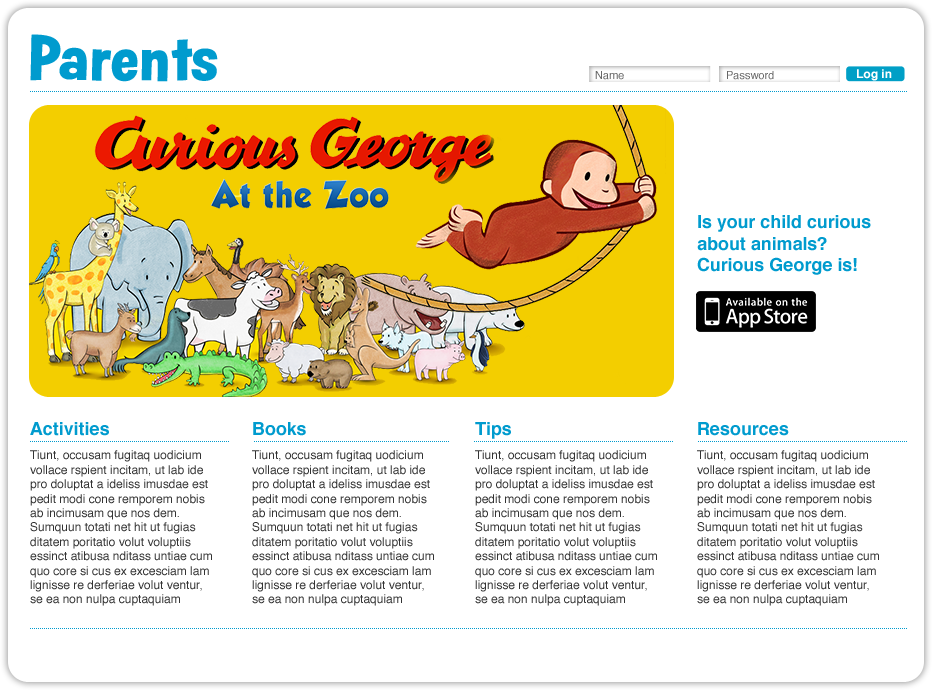 Parents
Name
Password
Log in
Curious George
At the Zoo
Is your child curious
about animals?
Curious George is!
Available on the
App Store
Activities
Tiunt, occusam fugitaq uodicium
vollace rspient incitam, ut lab ide
pro doluptat a ideliss imusdae est
pedit modi cone remporem nobis
ab incimusam que nos dem.
Sumquun totati net hit ut fugias
ditatem poritatio volut voluptiis
essinct atibusa nditass untiae cum
quo core si cus ex excesciam lam
lignisse re derferiae volut ventur,
se ea non nulpa cuptaquiam
Books
Tiunt, occusam fugitaq uodicium
vollace rspient incitam, ut lab ide
pro doluptat a ideliss imusdae est
pedit modi cone remporem nobis
ab incimusam que nos dem.
Sumquun totati net hit ut fugias
ditatem poritatio volut voluptiis
essinct atibusa nditass untiae cum
quo core si cus ex excesciam lam
lignisse re derferiae volut ventur,
se ea non nulpa cuptaquiam
Tips
Tiunt, occusam fugitaq uodicium
vollace rspient incitam, ut lab ide
pro doluptat a ideliss imusdae est
pedit modi cone remporem nobis
ab incimusam que nos dem.
Sumquun totati net hit ut fugias
ditatem poritatio volut voluptiis
essinct atibusa nditass untiae cum
quo core si cus ex excesciam lam
lignisse re derferiae volut ventur,
se ea non nulpa cuptaquiam
Resources
Tiunt, occusam fugitaq uodicium
vollace rspient incitam, ut lab ide
pro doluptat a ideliss imusdae est
pedit modi cone remporem nobis
ab incimusam que nos dem.
Sumquun totati net hit ut fugias
ditatem poritatio volut voluptiis
essinct atibusa nditass untiae cum
quo core si cus ex excesciam lam
lignisse re derferiae volut ventur,
se ea non nulpa cuptaquiam